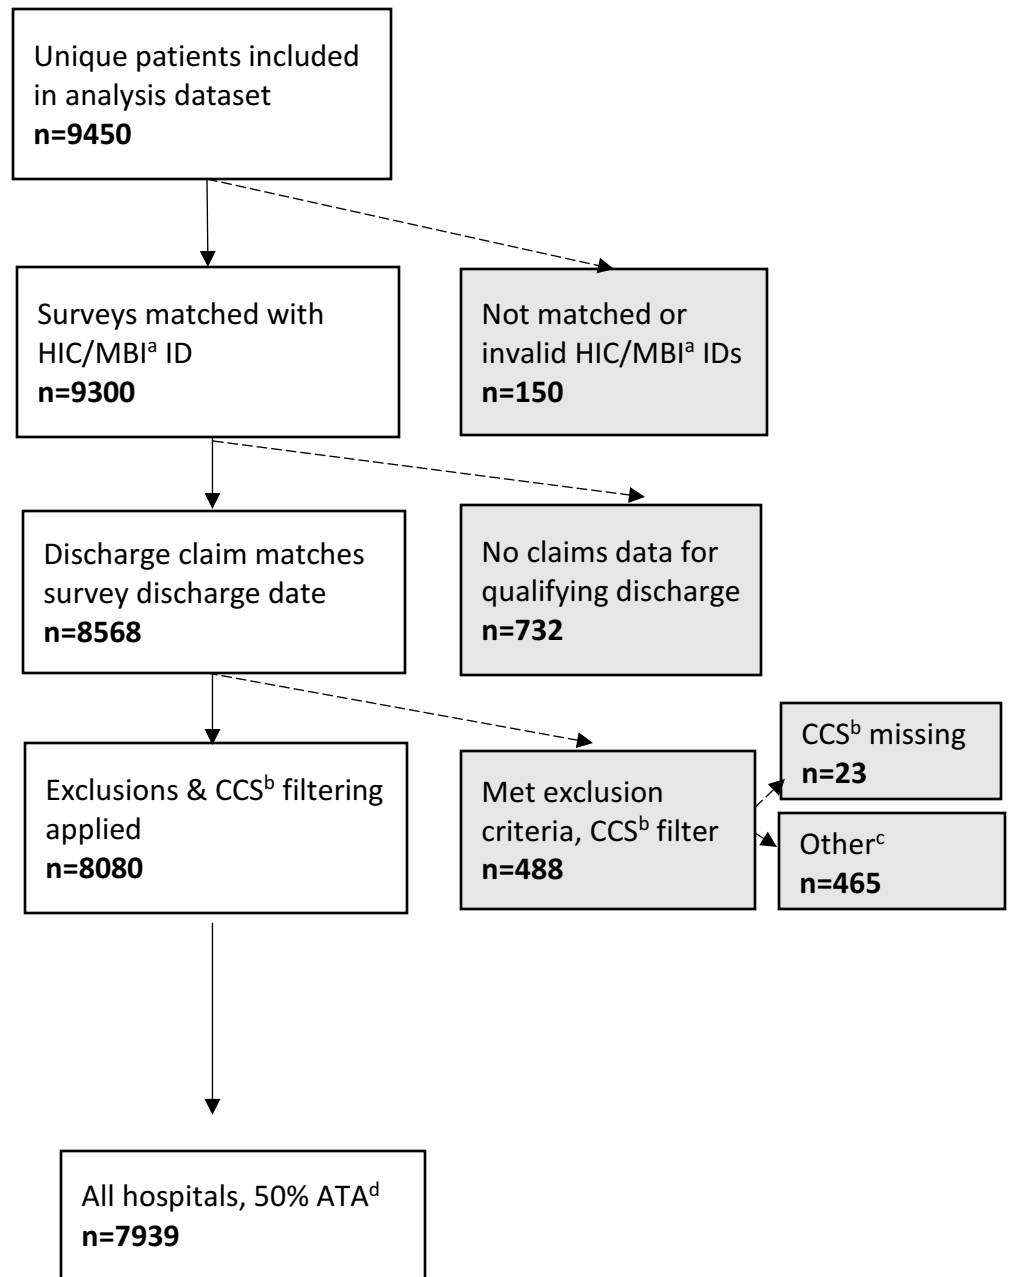 Unique patients included
in analysis dataset
n=9450
Surveys matched with
HIC/MBIᵃ ID
n=9300
Not matched or
invalid HIC/MBIᵃ IDs
n=150
Discharge claim matches
survey discharge date
n=8568
No claims data for
qualifying discharge
n=732
Exclusions & CCSᵇ filtering
applied
n=8080
Met exclusion
criteria, CCSᵇ filter
n=488
CCSᵇ missing
n=23
Otherᶜ
n=465
All hospitals, 50% ATAᵈ
n=7939